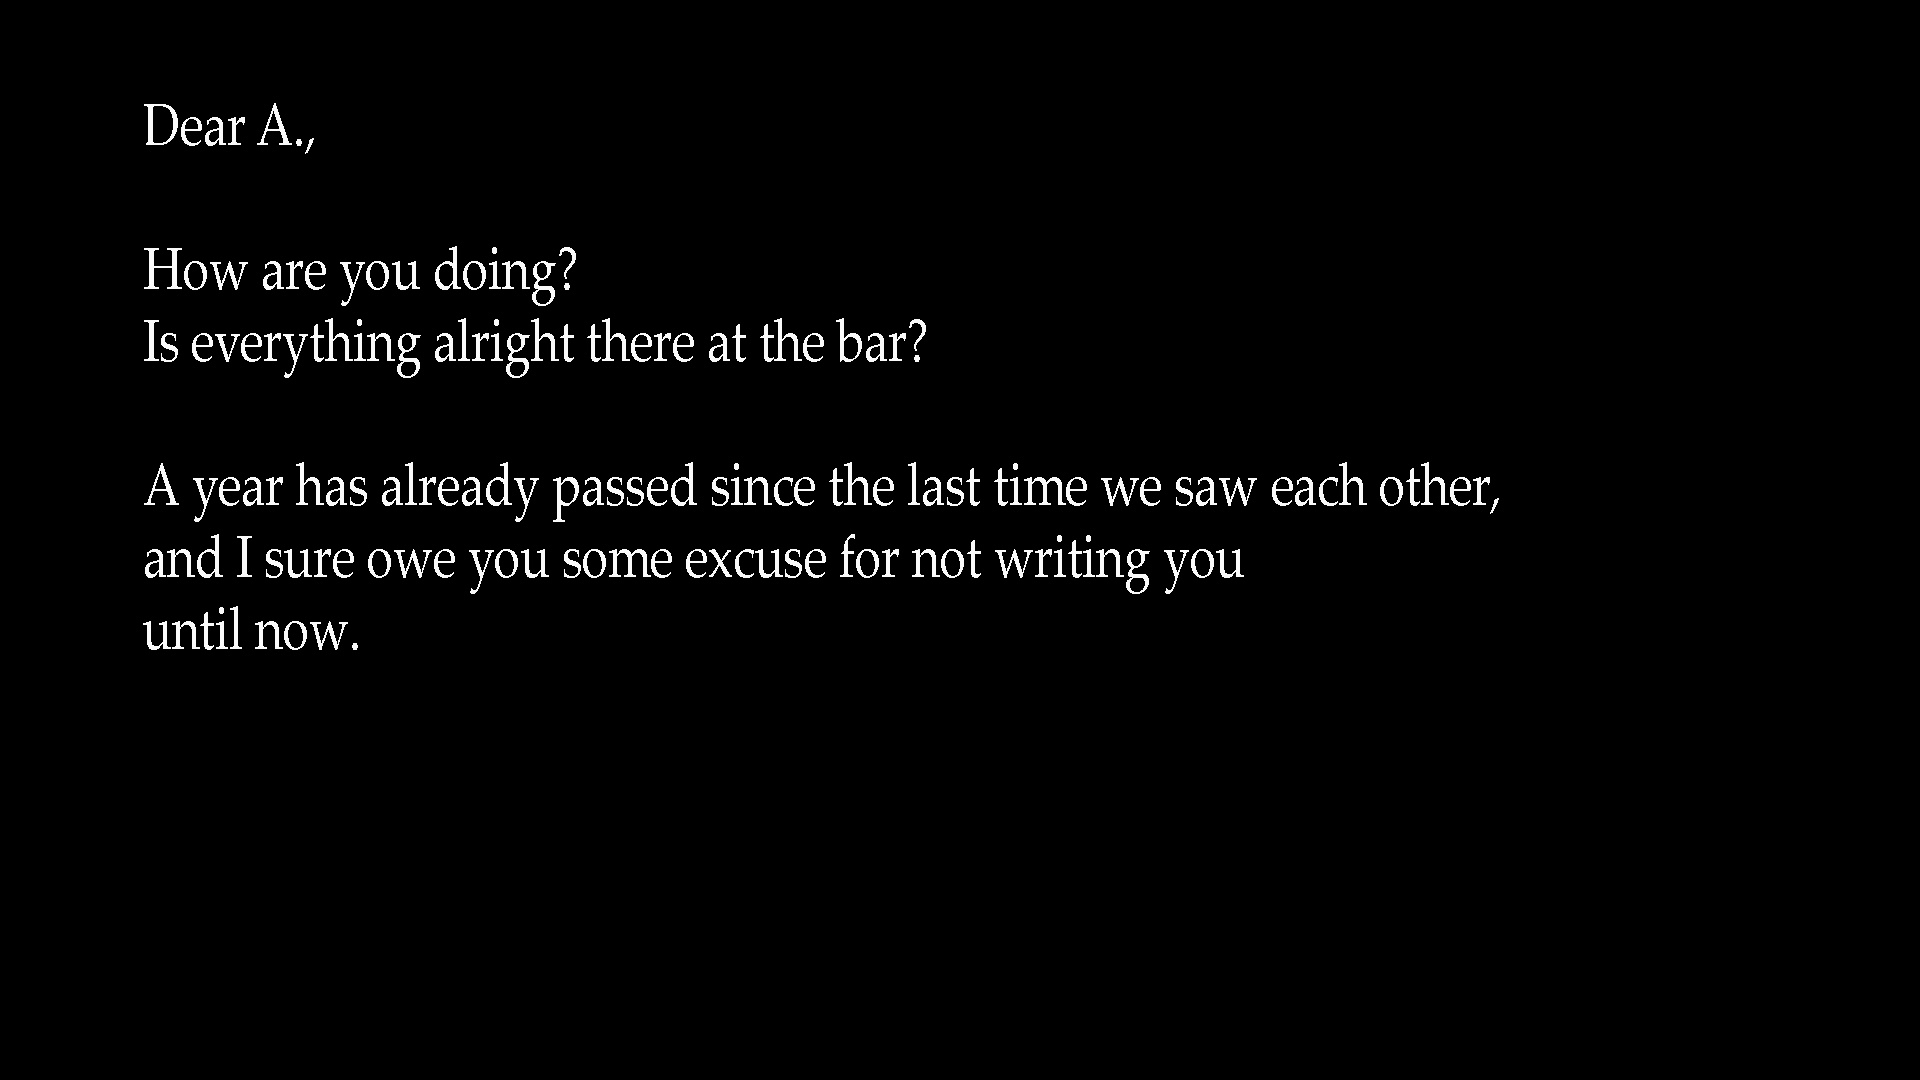 Dear A.,
How are you doing?
Is everything alright there at the bar?
A year has already passed since the last time we saw each other,
and I sure owe you some excuse for not writing you
until now.